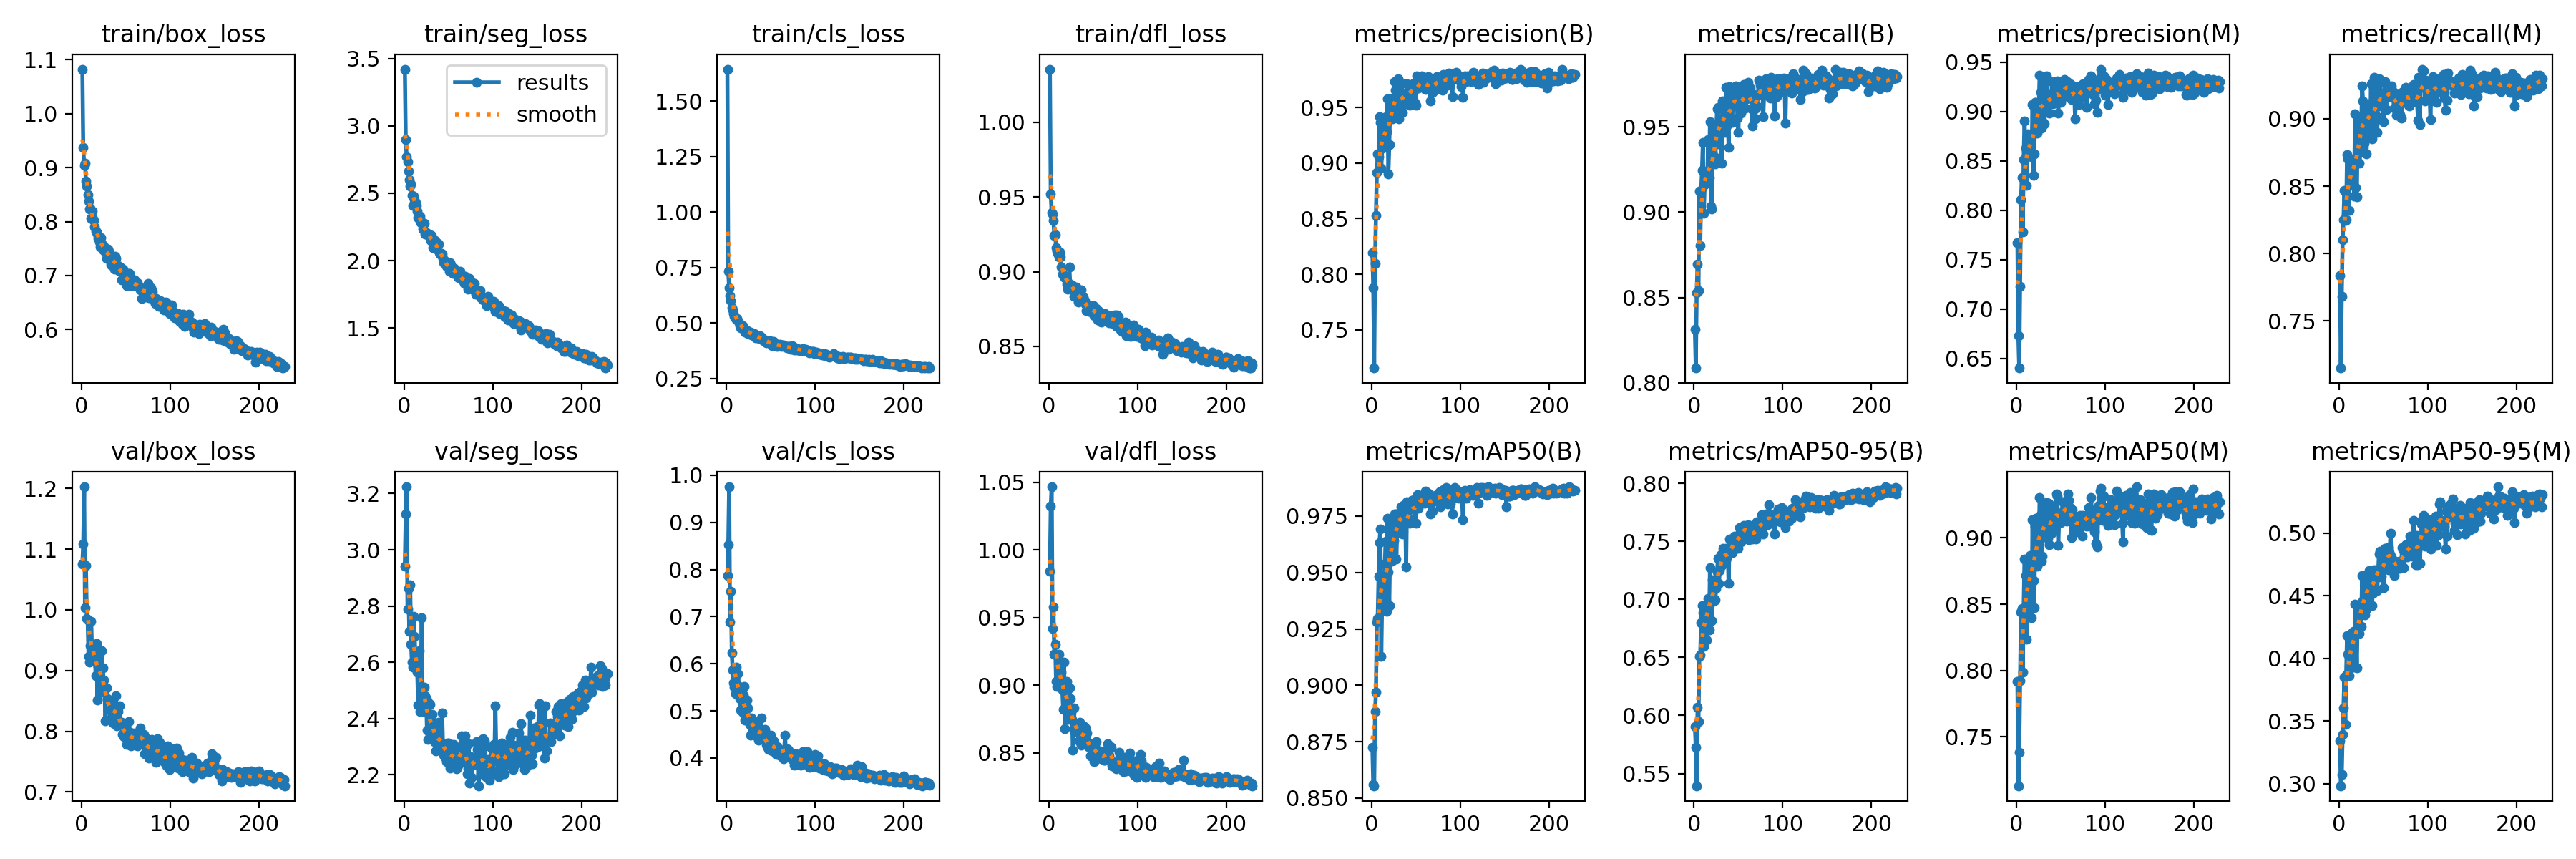 train/box_loss
train/seg_loss
train/cls_loss
train/dfl_loss
metrics/precision(B)
metrics/recall(B)
metrics/precision(M)
metrics/recall(M)
1.1
1.0
0.9
0.8
0.7
0.6
0 100 200
3.5
3.0
2.5
2.0
1.5
results
smooth
0 100 200
1.50
1.25
1.00
0.75
0.50
0.25
0 100 200
1.00
0.95
0.90
0.85
0 100 200
0.95
0.90
0.85
0.80
0.75
0 100 200
0.95
0.90
0.85
0.80
0 100 200
0.95
0.90
0.85
0.80
0.75
0.70
0.65
0 100 200
0.90
0.85
0.80
0.75
0 100 200
val/box_loss
val/seg_loss
val/cls_loss
val/dfl_loss
metrics/mAP50(B)
metrics/mAP50-95(B)
metrics/mAP50(M)
metrics/mAP50-95(M)
1.2
1.1
1.0
0.9
0.8
0.7
0 100 200
3.2
3.0
2.8
2.6
2.4
2.2
0 100 200
1.0
0.9
0.8
0.7
0.6
0.5
0.4
0 100 200
1.05
1.00
0.95
0.90
0.85
0 100 200
0.975
0.950
0.925
0.900
0.875
0.850
0 100 200
0.80
0.75
0.70
0.65
0.60
0.55
0 100 200
0.90
0.85
0.80
0.75
0 100 200
0.50
0.45
0.40
0.35
0.30
0 100 200